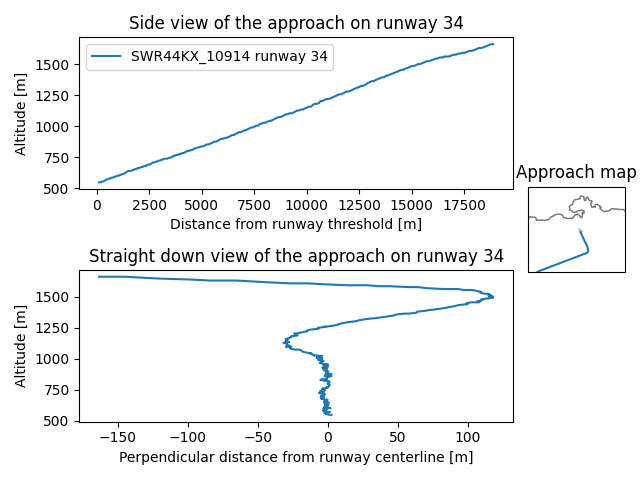 Side view of the approach on runway 34
SWR44KX_10914 runway 34
Altitude [m]
1500
1250
1000
750
500
0 2500 5000 7500 10000 12500 15000 17500
Distance from runway threshold [m]
Approach map
Straight down view of the approach on runway 34
Altitude [m]
1500
1250
1000
750
500
−150 −100 −50 0 50 100
Perpendicular distance from runway centerline [m]